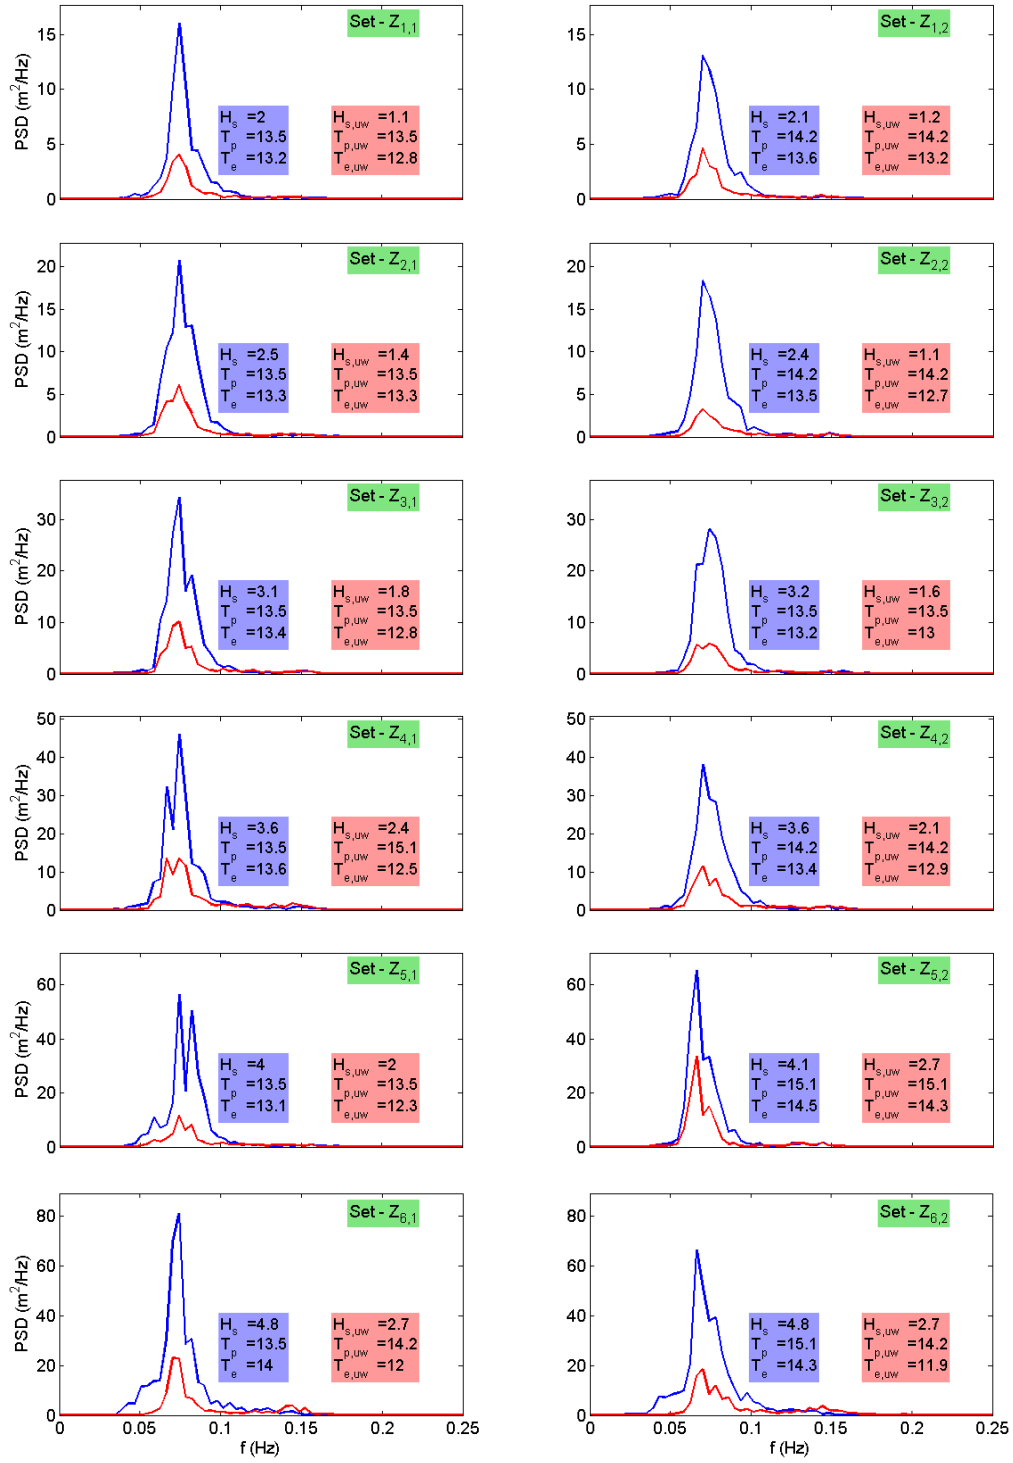 Set - Z1,1
PSD (m2/Hz)
15
10
5
0
Hs =2
Tp =13.5
Te =13.2
Hs,uw =1.1
Tp,uw =13.5
Te,uw =12.8
Set - Z1,2
15
10
5
0
Hs =2.1
Tp =14.2
Te =13.6
Hs,uw =1.2
Tp,uw =14.2
Te,uw =13.2
Set - Z2,1
PSD (m2/Hz)
20
15
10
5
0
Hs =2.5
Tp =13.5
Te =13.3
Hs,uw =1.4
Tp,uw =13.5
Te,uw =13.3
Set - Z2,2
20
15
10
5
0
Hs =2.4
Tp =14.2
Te =13.5
Hs,uw =1.1
Tp,uw =14.2
Te,uw =12.7
Set - Z3,1
PSD (m2/Hz)
30
20
10
0
Hs =3.1
Tp =13.5
Te =13.4
Hs,uw =1.8
Tp,uw =13.5
Te,uw =12.8
Set - Z3,2
30
20
10
0
Hs =3.2
Tp =13.5
Te =13.2
Hs,uw =1.6
Tp,uw =13.5
Te,uw =13
Set - Z4,1
PSD (m2/Hz)
50
40
30
20
10
0
Hs =3.6
Tp =13.5
Te =13.6
Hs,uw =2.4
Tp,uw =15.1
Te,uw =12.5
Set - Z4,2
50
40
30
20
10
0
Hs =3.6
Tp =14.2
Te =13.4
Hs,uw =2.1
Tp,uw =14.2
Te,uw =12.9
Set - Z5,1
PSD (m2/Hz)
60
40
20
0
Hs =4
Tp =13.5
Te =13.1
Hs,uw =2
Tp,uw =13.5
Te,uw =12.3
Set - Z5,2
60
40
20
0
Hs =4.1
Tp =15.1
Te =14.5
Hs,uw =2.7
Tp,uw =15.1
Te,uw =14.3
Set - Z6,1
PSD (m2/Hz)
80
60
40
20
0
Hs =4.8
Tp =13.5
Te =14
Hs,uw =2.7
Tp,uw =14.2
Te,uw =12
0 0.05 0.1 0.15 0.2 0.25
f (Hz)
Set - Z6,2
80
60
40
20
0
Hs =4.8
Tp =15.1
Te =14.3
Hs,uw =2.7
Tp,uw =14.2
Te,uw =11.9
0 0.05 0.1 0.15 0.2 0.25
f (Hz)